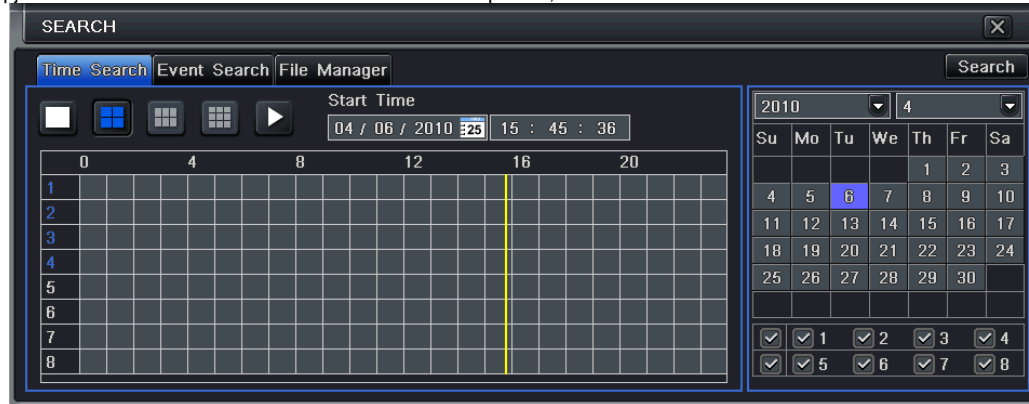 SEARCH
Time Search Event Search File Manager Search
Start Time
04 / 06 / 2010 25 15 : 45 : 36
0 4 8 12 16 20
1
2
3
4
5
6
7
8
2010 4
Su Mo Tu We Th Fr Sa
1 2 3
4 5 6 7 8 9 10
11 12 13 14 15 16 17
18 19 20 21 22 23 24
25 26 27 28 29 30
1 2 3 4
5 6 7 8